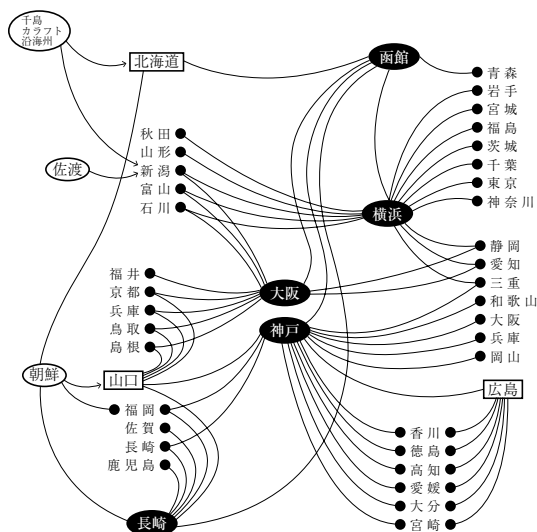 千島
カラフト
沿海州
北海道
函館
青森
岩手
宮城
福島
茨城
千葉
東京
神奈川
秋田
山形
新潟
富山
石川
佐渡
横浜
静岡
愛知
三重
和歌山
大阪
兵庫
岡山
福井
京都
兵庫
鳥取
島根
大阪
神戸
朝鮮
山口
広島
福岡
佐賀
長崎
鹿児島
香川
徳島
高知
愛媛
大分
宮崎
長崎